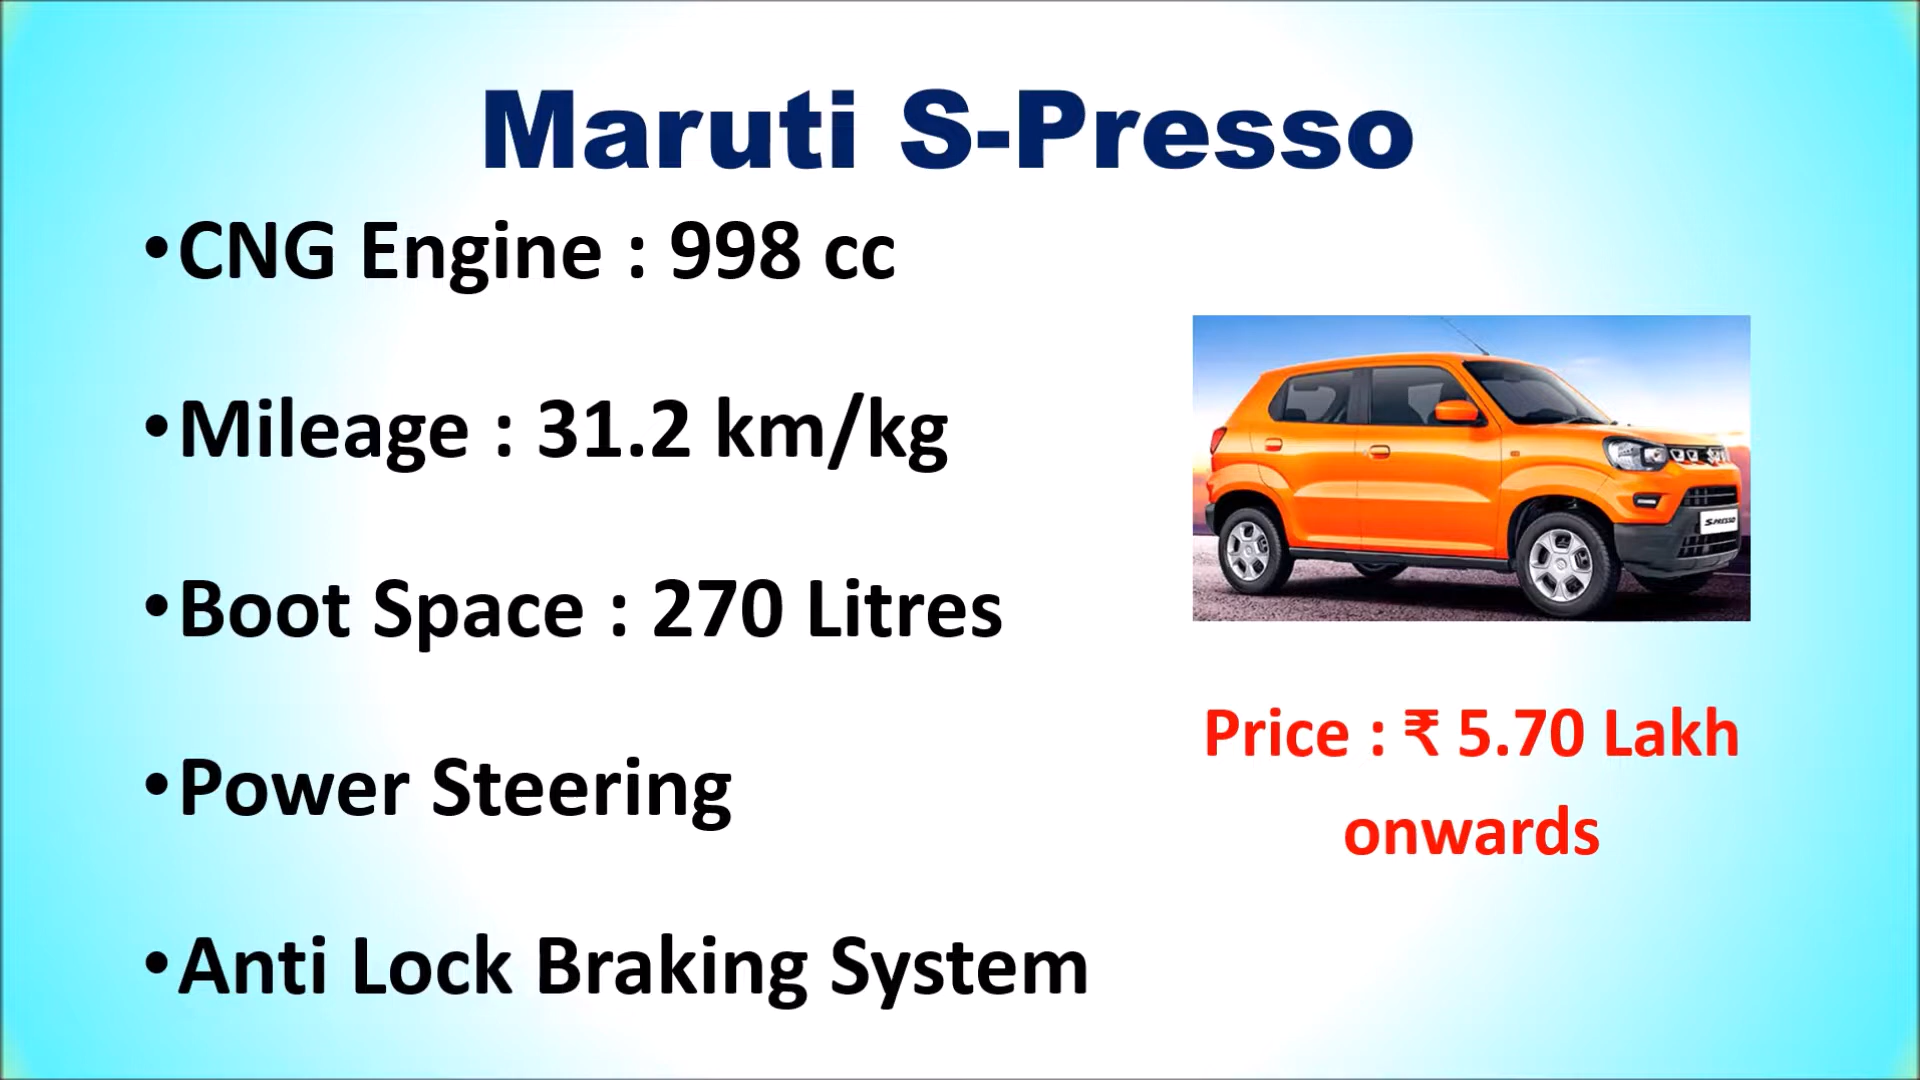 Maruti S-Presso
•CNG Engine : 998 cc
•Mileage : 31.2 km/kg
•Boot Space : 270 Litres
S-PRESSO
Price : ₹ 5.70 Lakh
onwards
•Power Steering
•Anti Lock Braking System